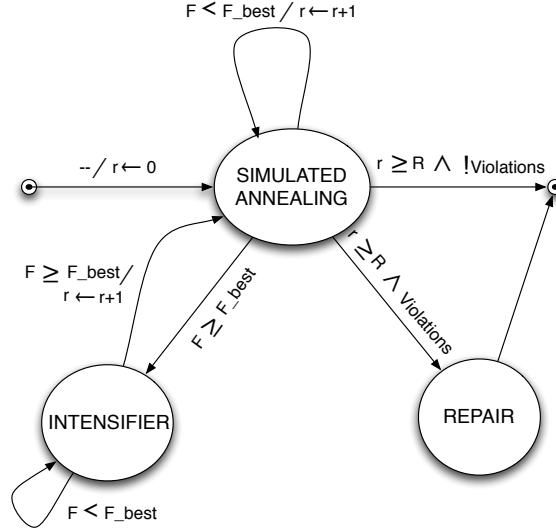 F < F_best / r ← r+1
-- / r ← 0
SIMULATED
ANNEALING
r ≥ R ∧ !Violations
F ≥ F_best /
r ← r+1
F ≥ F_best
r ≥ R ∧ Violations
INTENSIFIER
REPAIR
F < F_best